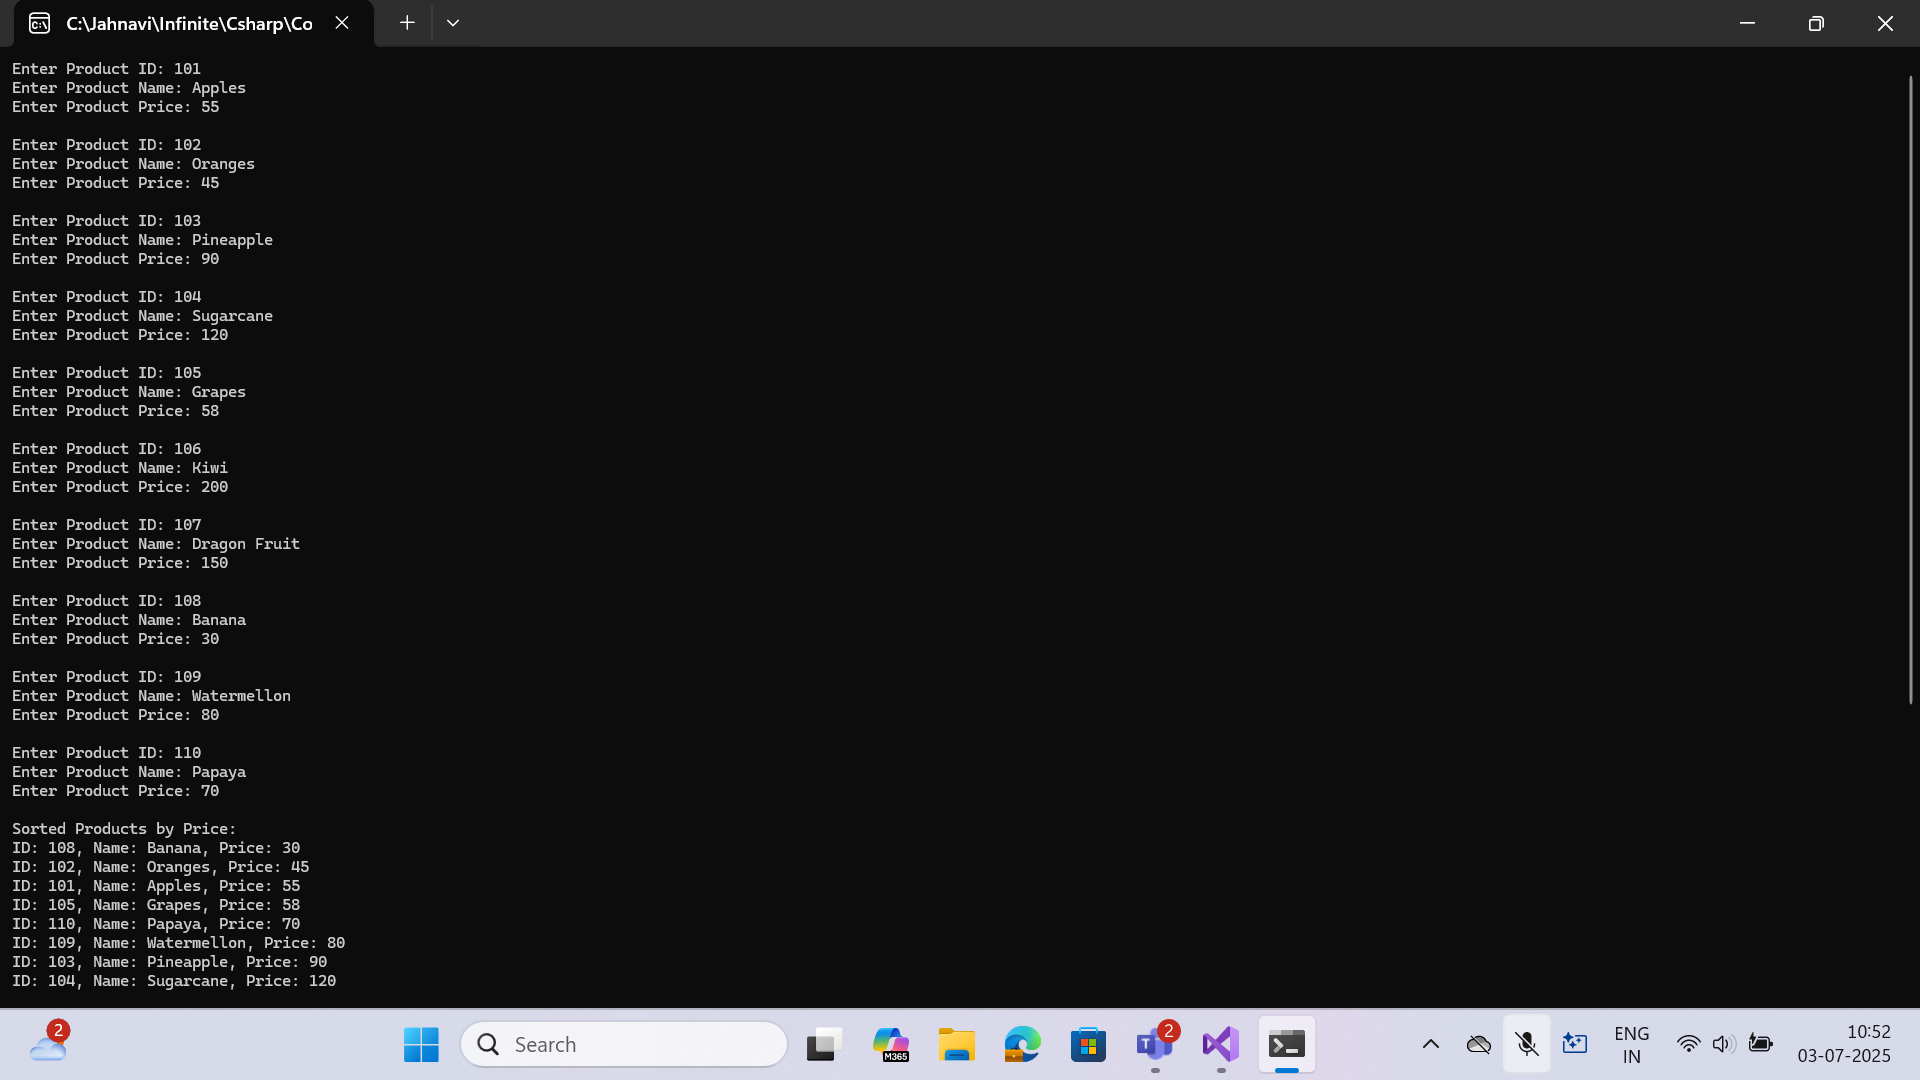 C:\Jahnavi\Infinite\Csharp\Co
Enter Product ID: 101
Enter Product Name: Apples
Enter Product Price: 55
Enter Product ID: 102
Enter Product Name: Oranges
Enter Product Price: 45
Enter Product ID: 103
Enter Product Name: Pineapple
Enter Product Price: 90
Enter Product ID: 104
Enter Product Name: Sugarcane
Enter Product Price: 120
Enter Product ID: 105
Enter Product Name: Grapes
Enter Product Price: 58
Enter Product ID: 106
Enter Product Name: Kiwi
Enter Product Price: 200
Enter Product ID: 107
Enter Product Name: Dragon Fruit
Enter Product Price: 150
Enter Product ID: 108
Enter Product Name: Banana
Enter Product Price: 30
Enter Product ID: 109
Enter Product Name: Watermellon
Enter Product Price: 80
Enter Product ID: 110
Enter Product Name: Papaya
Enter Product Price: 70
Sorted Products by Price:
ID: 108, Name: Banana, Price: 30
ID: 102, Name: Oranges, Price: 45
ID: 101, Name: Apples, Price: 55
ID: 105, Name: Grapes, Price: 58
ID: 110, Name: Papaya, Price: 70
ID: 109, Name: Watermellon, Price: 80
ID: 103, Name: Pineapple, Price: 90
ID: 104, Name: Sugarcane, Price: 120
2
Search
M365
T
2
ENG
IN
10:52
03-07-2025